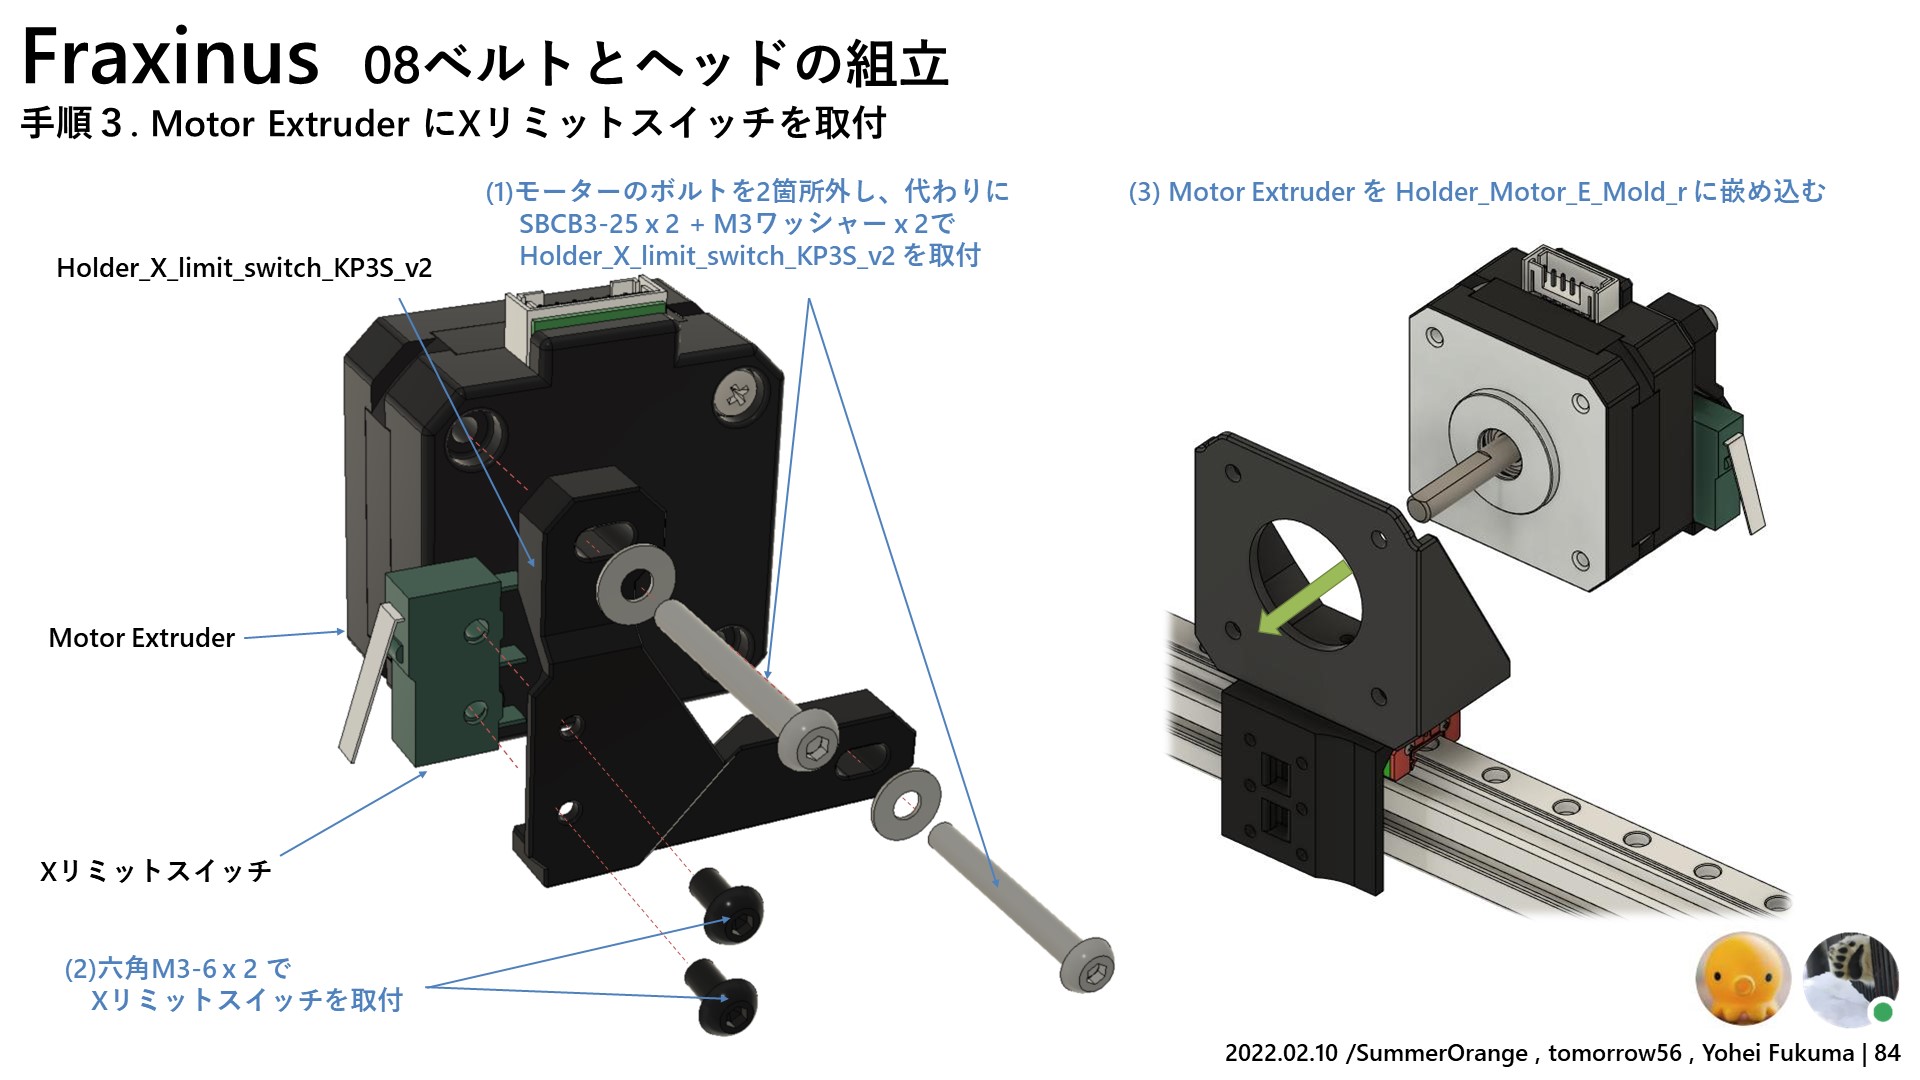 Fraxinus 08ベルトとヘッドの組立
手順３. Motor Extruder にXリミットスイッチを取付
(1)モーターのボルトを2箇所外し、代わりに
SBCB3-25 x 2 + M3ワッシャー x 2で
Holder_X_limit_switch_KP3S_v2 を取付
(3) Motor Extruder を Holder_Motor_E_Mold_r に嵌め込む
Holder_X_limit_switch_KP3S_v2
Motor Extruder
Xリミットスイッチ
(2)六角M3-6 x 2 で
Xリミットスイッチを取付
2022.02.10 /SummerOrange , tomorrow56 , Yohei Fukuma | 84